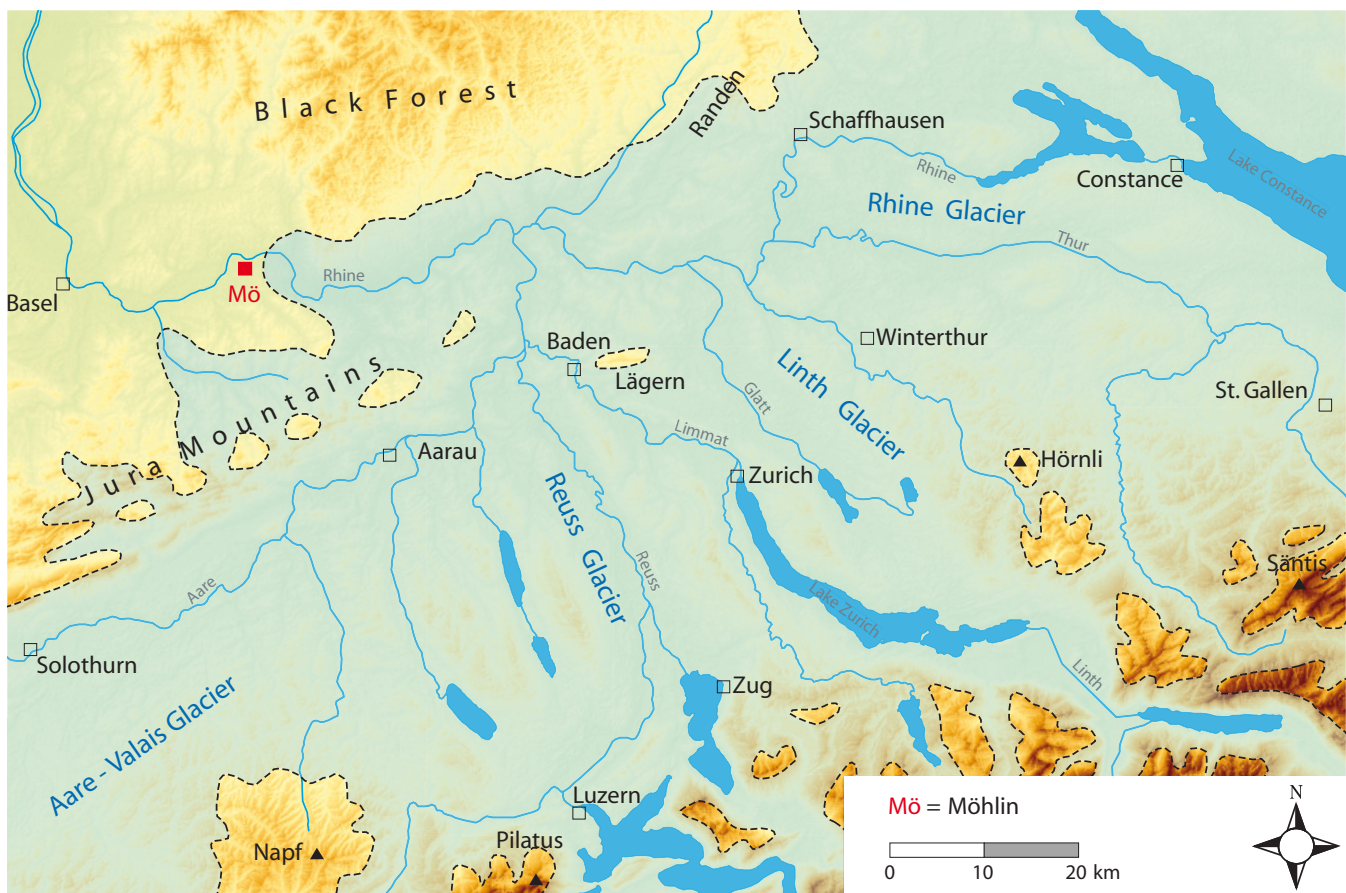 Black Forest
Randen
Schaffhausen
Rhine
Constance
Lake Constance
Rhine Glacier
Thur
Basel
Mö
Rhine
Winterthur
Baden
Lägern
Linth Glacier
Glatt
St. Gallen
Jura Mountains
Aarau
Limmat
Zurich
Hörnli
Reuss Glacier
Reuss
Aare
Säntis
Lake Zurich
Solothurn
Linth
Zug
Aare - Valais Glacier
Luzern
Pilatus
Napf
Mö = Möhlin
0 10 20 km
N